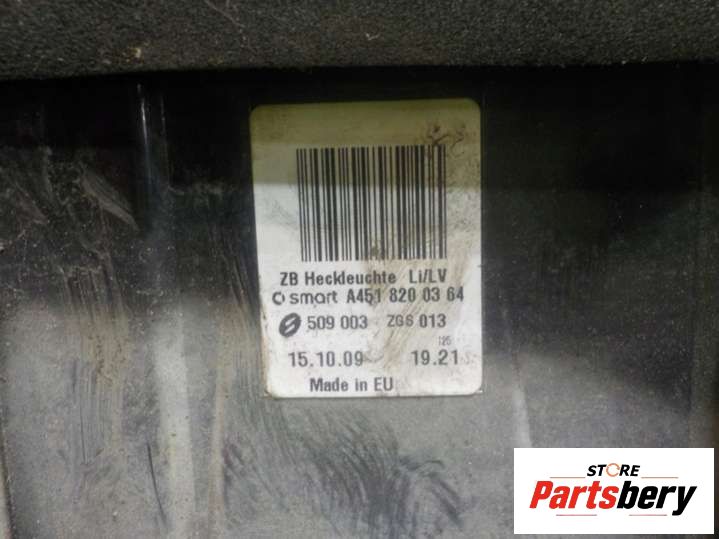 ZB Heckleuchte Li/LV
smart A451 820 03 64
509 003 ZGS 013
125
15.10.09 19.21
Made in EU
STORE
Partsbery